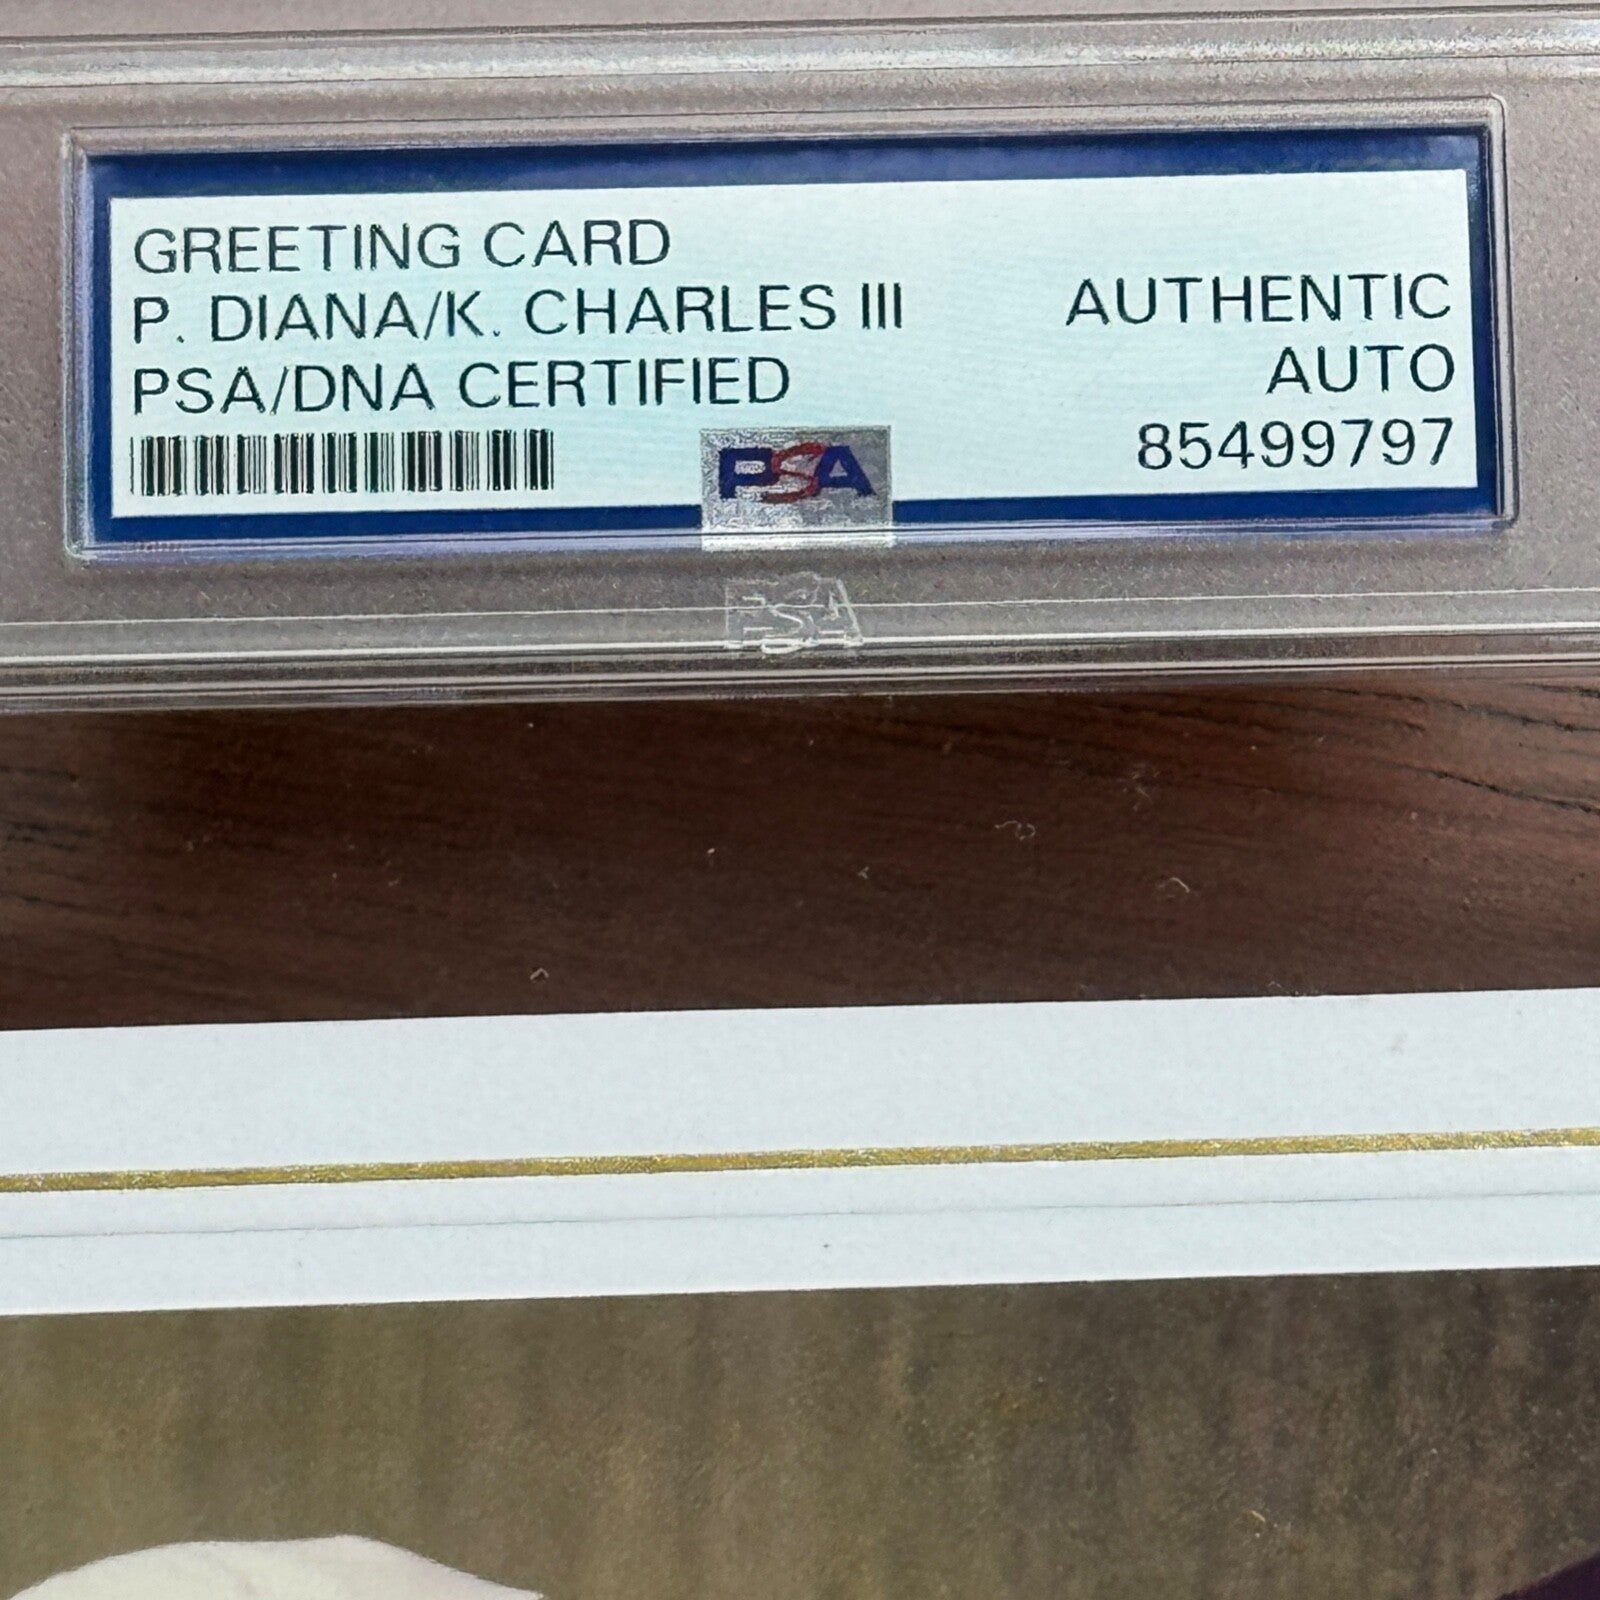 GREETING CARD
P. DIANA/K. CHARLES III
PSA/DNA CERTIFIED
AUTHENTIC
AUTO
85499797
PSA
PSA